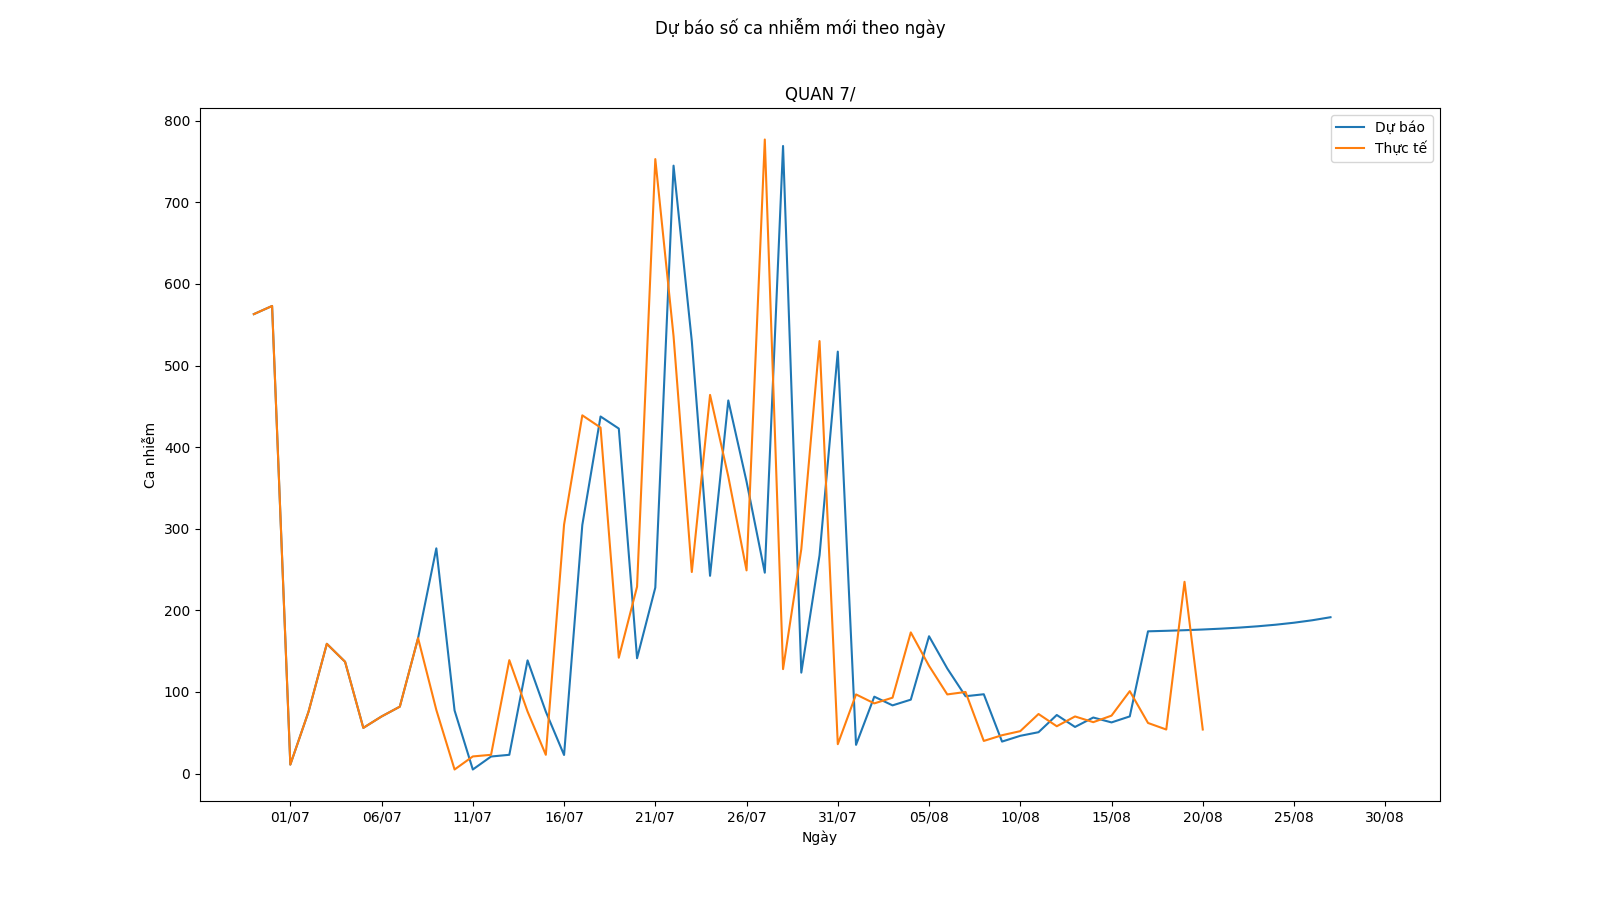 Dự báo số ca nhiễm mới theo ngày
QUAN 7/
Dự báo
Thực tế
800
700
600
500
400
300
200
100
0
Ca nhiễm
01/07 06/07 11/07 16/07 21/07 26/07 31/07 05/08 10/08 15/08 20/08 25/08 30/08
Ngày